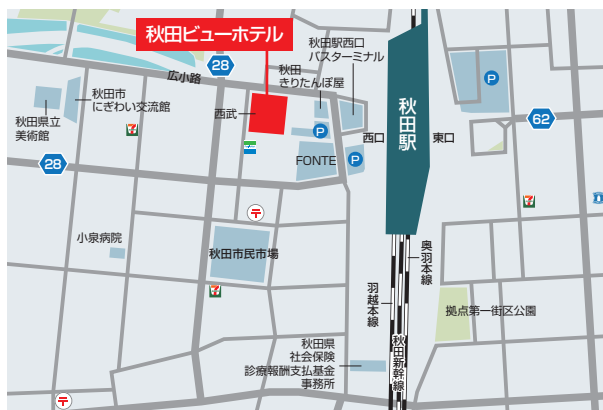 秋田ビューホテル
28
広小路
秋田駅西口
バスターミナル
秋田
きりたんぽ屋
P
秋田市
にぎわい交流館
秋田県立
美術館
7
西武
P
西口
秋田駅
東口
62
28
FONTE
P
7
〒
小泉病院
秋田市民市場
7
奥羽本線
羽越本線
拠点第一街区公園
秋田新幹線
秋田県
社会保険
診療報酬支払基金
事務所
〒